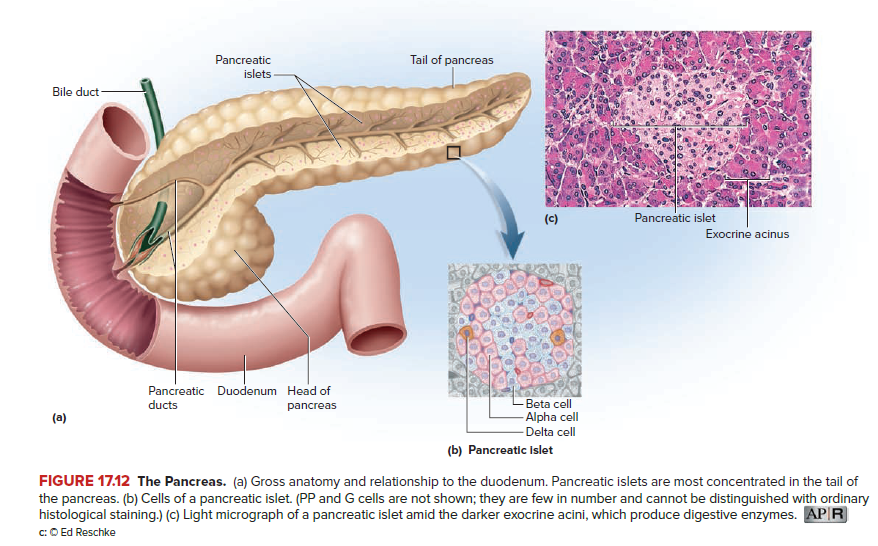 Pancreatic
islets
Tail of pancreas
Bile duct
(c)
Pancreatic islet
Exocrine acinus
Pancreatic
ducts
Duodenum
Head of
pancreas
(a)
Beta cell
Alpha cell
Delta cell
(b) Pancreatic islet
FIGURE 17.12 The Pancreas. (a) Gross anatomy and relationship to the duodenum. Pancreatic islets are most concentrated in the tail of
the pancreas. (b) Cells of a pancreatic islet. (PP and G cells are not shown; they are few in number and cannot be distinguished with ordinary
histological staining.) (c) Light micrograph of a pancreatic islet amid the darker exocrine acini, which produce digestive enzymes. AP|R
c: © Ed Reschke